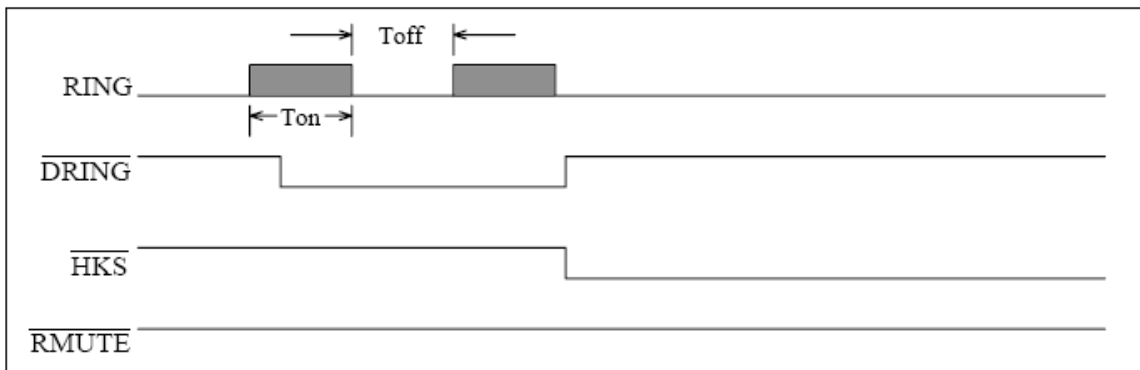 Toff
RING
Ton
DRING
HKS
RMUTE